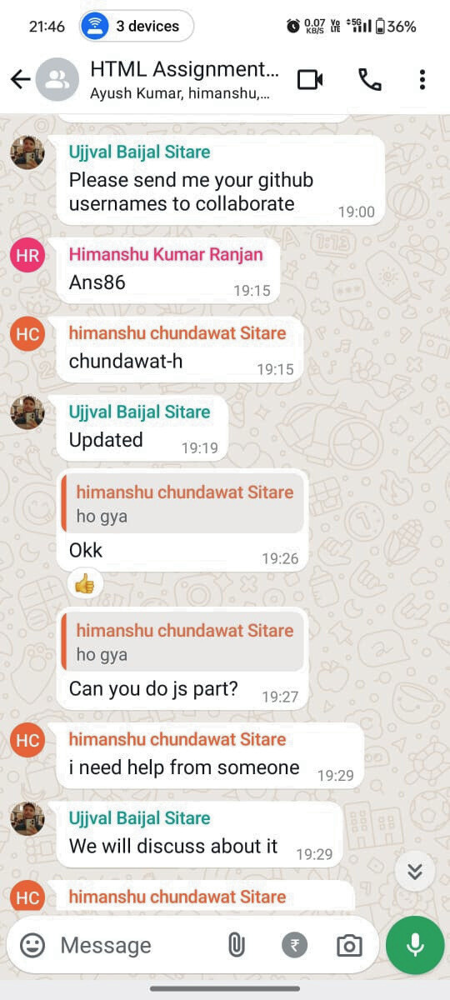 21:46
3 devices
0.07
KB/S
Vo
LTE
5G
36%
HTML Assignment...
Ayush Kumar, himanshu,...
Ujjval Baijal Sitare
Please send me your github
usernames to collaborate
19:00
HR
Himanshu Kumar Ranjan
Ans86
19:15
HC
himanshu chundawat Sitare
chundawat-h
19:15
Ujjval Baijal Sitare
Updated
19:19
himanshu chundawat Sitare
ho gya
Okk
19:26
himanshu chundawat Sitare
ho gya
Can you do js part?
19:27
HC
himanshu chundawat Sitare
i need help from someone
19:29
Ujjval Baijal Sitare
We will discuss about it
19:29
HC
himanshu chundawat Sitare
Message
₹